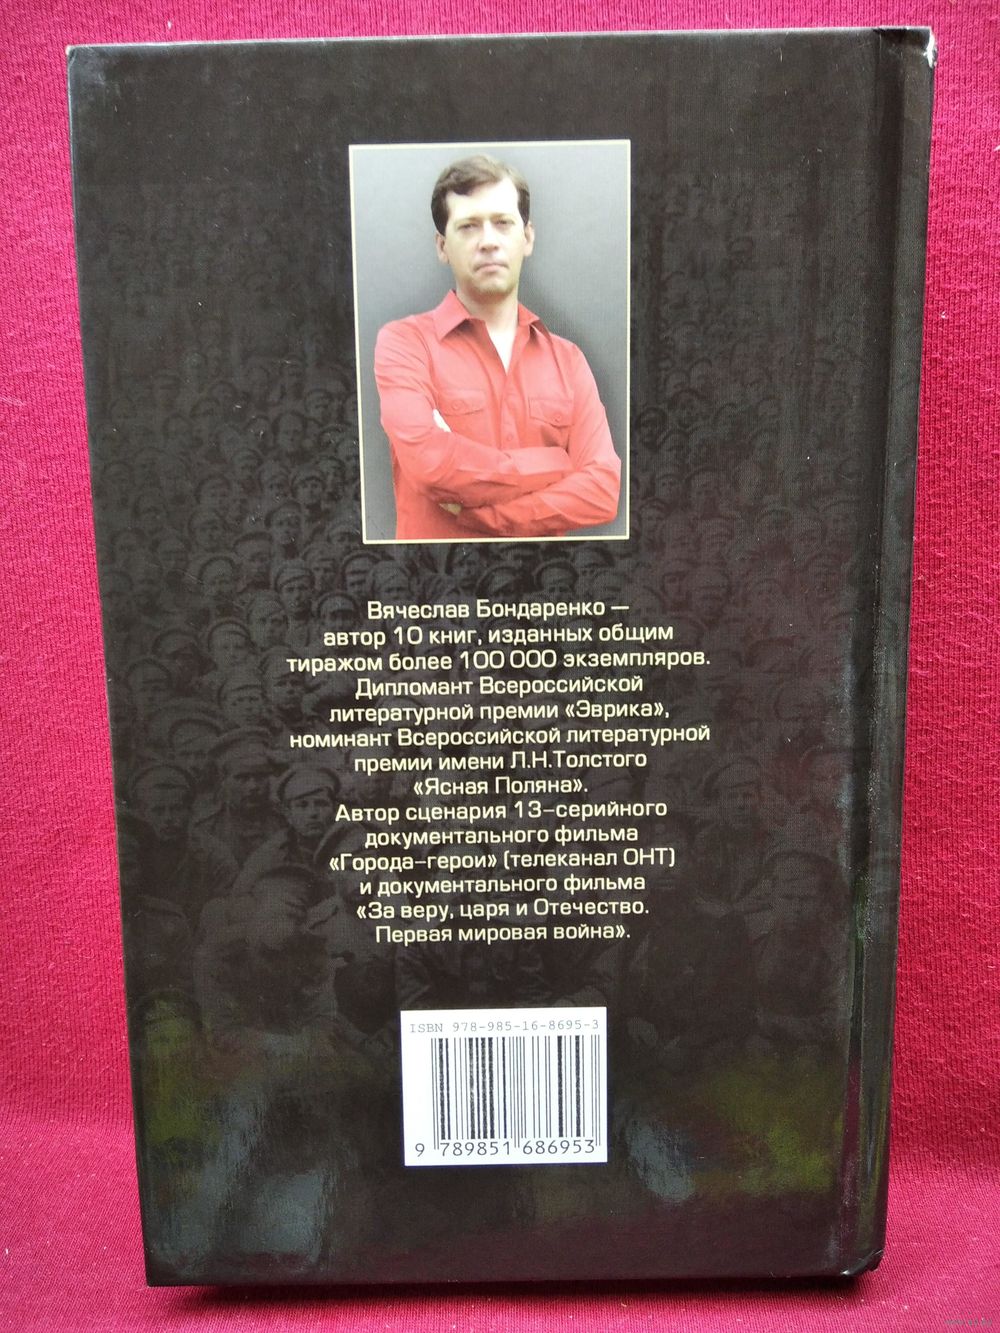 Вячеслав Бондаренко —
автор 10 книг, изданных общим
тиражом более 100 000 экземпляров.
Дипломант Всероссийской
литературной премии «Эврика»,
номинант Всероссийской литературной
премии имени Л.Н.Толстого
«Ясная Поляна».
Автор сценария 13-серийного
документального фильма
«Города-герои» (телеканал ОНТ)
и документального фильма
«За веру, царя и Отечество.
Первая мировая война».
ISBN 978-985-16-8695-3
9 789851 686953